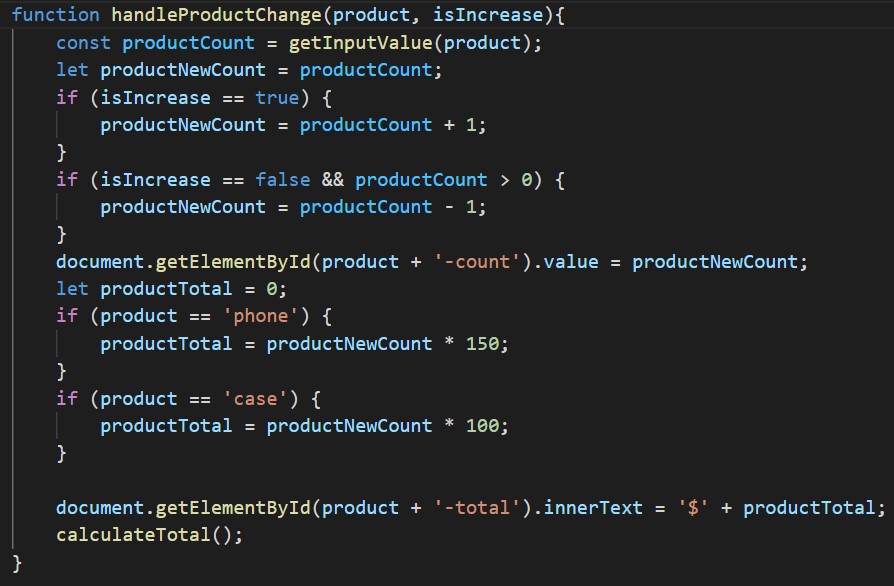 function handleProductChange(product, isIncrease){
    const productCount = getInputValue(product);
    let productNewCount = productCount;
    if (isIncrease == true) {
        productNewCount = productCount + 1;
    }
    if (isIncrease == false && productCount > 0) {
        productNewCount = productCount - 1;
    }
    document.getElementById(product + '-count').value = productNewCount;
    let productTotal = 0;
    if (product == 'phone') {
        productTotal = productNewCount * 150;
    }
    if (product == 'case') {
        productTotal = productNewCount * 100;
    }

    document.getElementById(product + '-total').innerText = '$' + productTotal;
    calculateTotal();
}